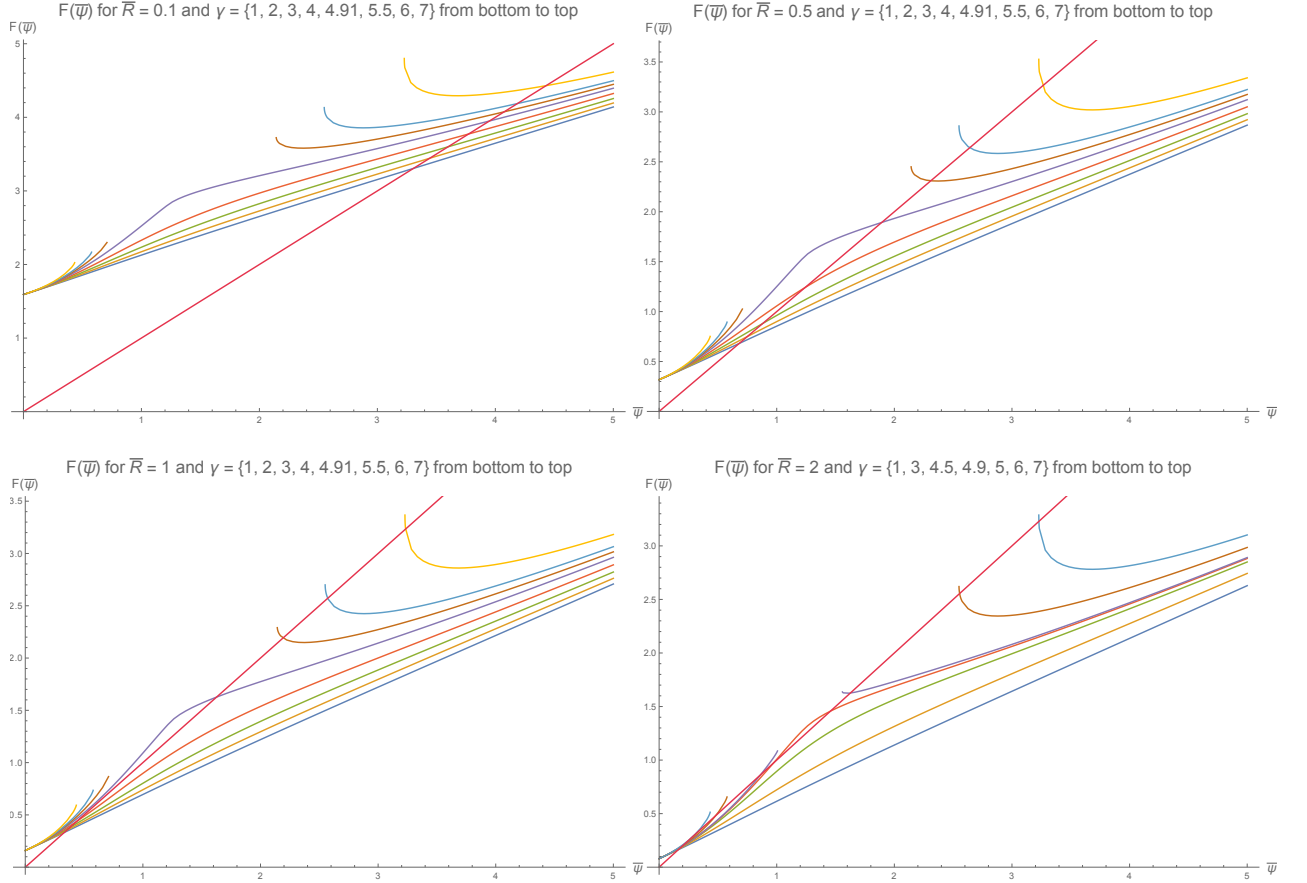 F(ψ̅) for R̅ = 0.1 and γ = {1, 2, 3, 4, 4.91, 5.5, 6, 7} from bottom to top
F(ψ̅)
5
4
3
2
1
1 2 3 4 5 ψ̅
F(ψ̅) for R̅ = 0.5 and γ = {1, 2, 3, 4, 4.91, 5.5, 6, 7} from bottom to top
F(ψ̅)
3.5
3.0
2.5
2.0
1.5
1.0
0.5
1 2 3 4 5 ψ̅
F(ψ̅) for R̅ = 1 and γ = {1, 2, 3, 4, 4.91, 5.5, 6, 7} from bottom to top
F(ψ̅)
3.5
3.0
2.5
2.0
1.5
1.0
0.5
1 2 3 4 5 ψ̅
F(ψ̅) for R̅ = 2 and γ = {1, 3, 4.5, 4.9, 5, 6, 7} from bottom to top
F(ψ̅)
3.5
3.0
2.5
2.0
1.5
1.0
0.5
1 2 3 4 5 ψ̅